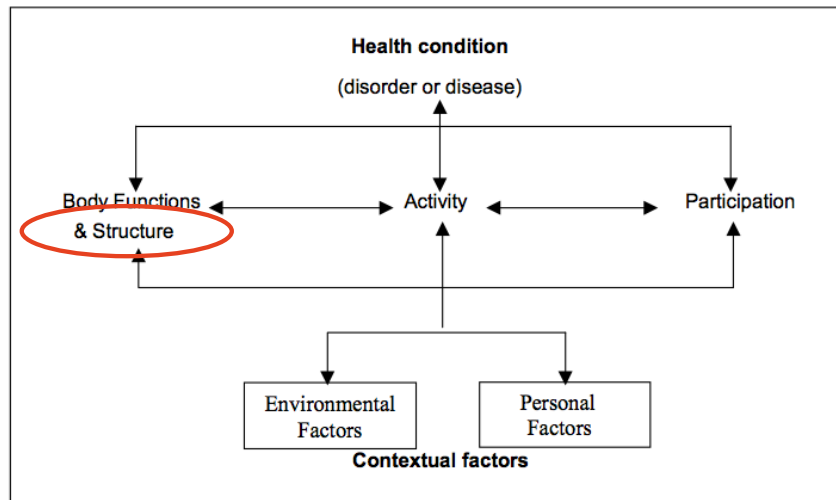 Health condition
(disorder or disease)
Body Functions
& Structure
Activity
Participation
Environmental
Factors
Personal
Factors
Contextual factors